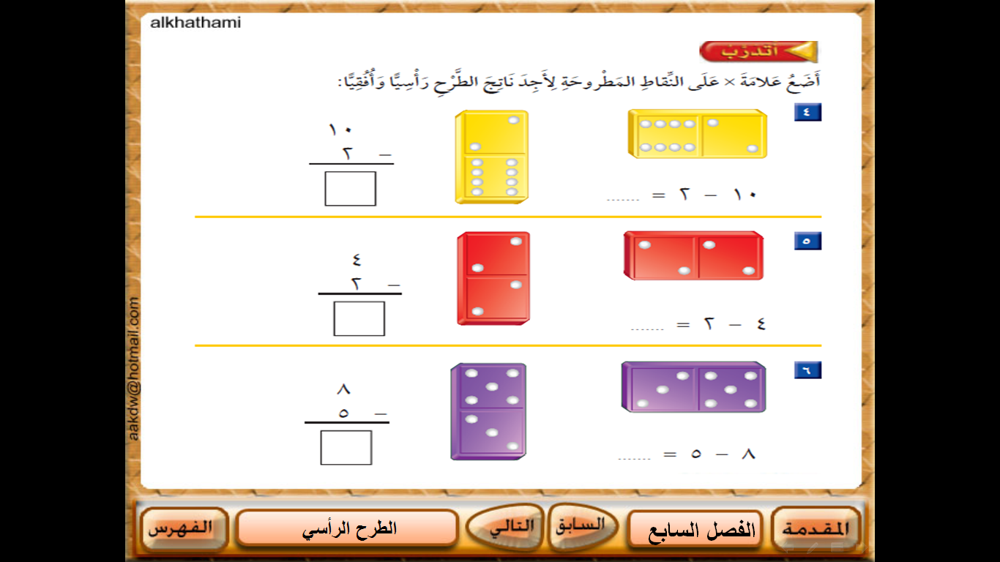 alkhathami
أتدرب
أَضَعُ عَلامَةَ × عَلَى النِّقاطِ المَطْروحَةِ لِأَجِدَ نَاتِجَ الطَّرْحِ رَأْسِيًّا وَأُفُقِيًّا:
٤
١٠ − ٢ = .......
١٠
− ٢
٥
٤ − ٢ = .......
٤
− ٢
٦
٨ − ٥ = .......
٨
− ٥
aakdw@hotmail.com
المقدمة
الفصل السابع
السابق
التالي
الطرح الرأسي
الفهرس